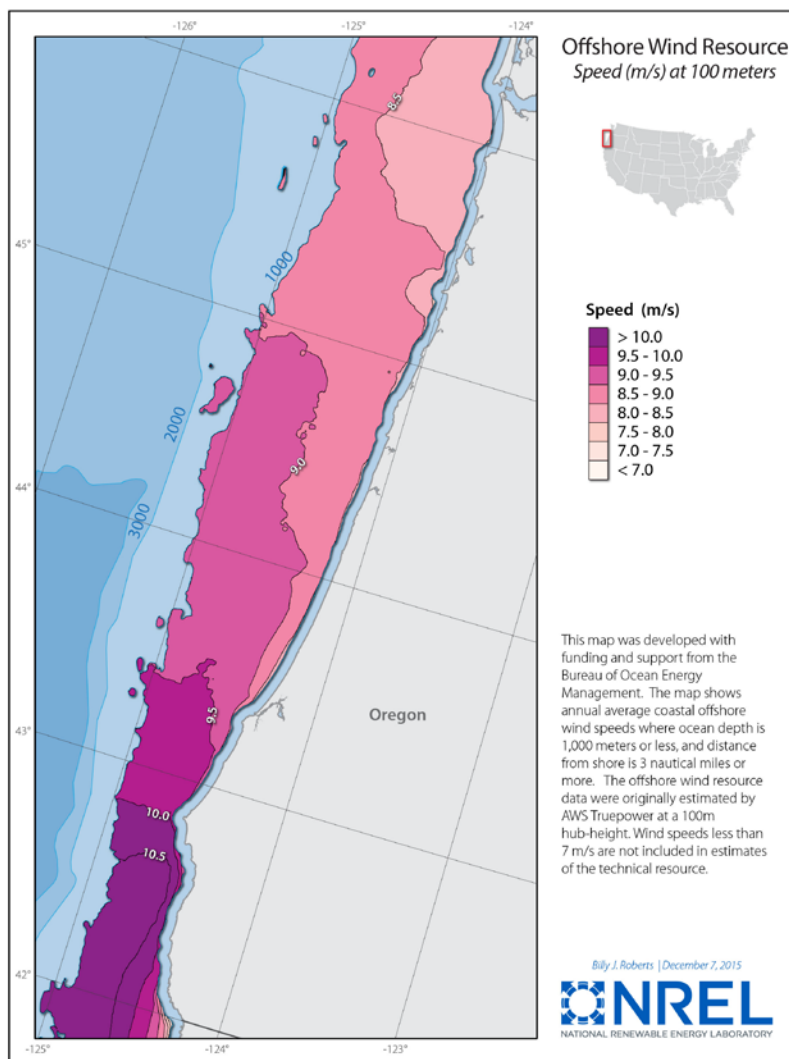 -126°
-125°
-124°
Offshore Wind Resource
Speed (m/s) at 100 meters
8.5
45°
1000
Speed (m/s)
> 10.0
9.5 - 10.0
9.0 - 9.5
8.5 - 9.0
8.0 - 8.5
7.5 - 8.0
7.0 - 7.5
< 7.0
2000
9.0
44°
3000
This map was developed with
funding and support from the
Bureau of Ocean Energy
Management. The map shows
annual average coastal offshore
wind speeds where ocean depth is
1,000 meters or less, and distance
from shore is 3 nautical miles or
more. The offshore wind resource
data were originally estimated by
AWS Truepower at a 100m
hub-height. Wind speeds less than
7 m/s are not included in estimates
of the technical resource.
9.5
Oregon
43°
10.0
10.5
42°
-125°
-124°
-123°
Billy J. Roberts | December 7, 2015
NREL
NATIONAL RENEWABLE ENERGY LABORATORY